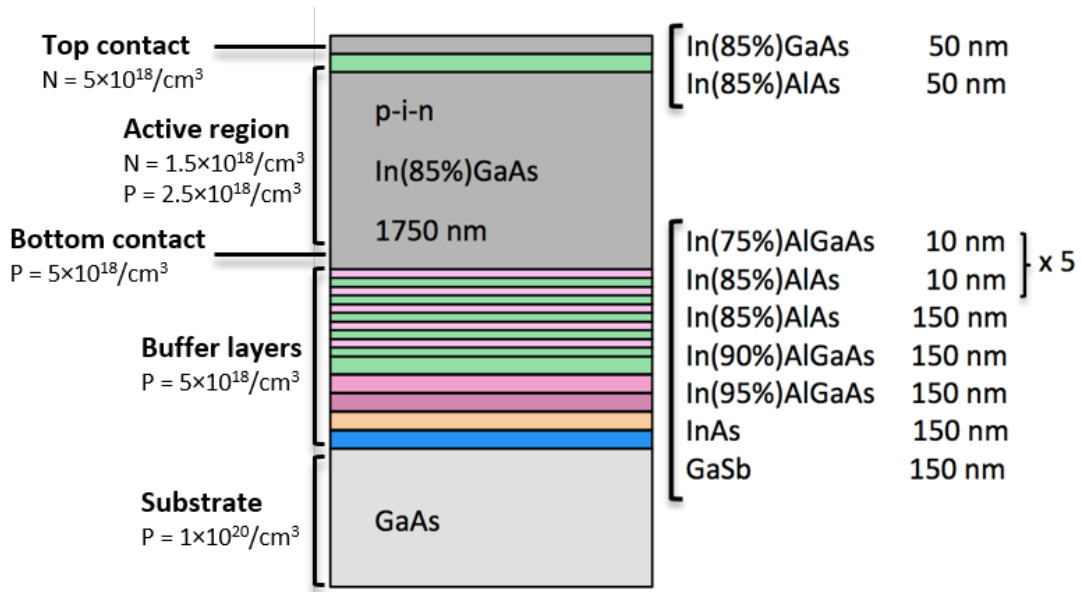 Top contact
N = 5×10¹⁸/cm³
Active region
N = 1.5×10¹⁸/cm³
P = 2.5×10¹⁸/cm³
Bottom contact
P = 5×10¹⁸/cm³
Buffer layers
P = 5×10¹⁸/cm³
Substrate
P = 1×10²⁰/cm³
p-i-n
In(85%)GaAs
1750 nm
GaAs
In(85%)GaAs 50 nm
In(85%)AlAs 50 nm
In(75%)AlGaAs 10 nm
In(85%)AlAs 10 nm
x 5
In(85%)AlAs 150 nm
In(90%)AlGaAs 150 nm
In(95%)AlGaAs 150 nm
InAs 150 nm
GaSb 150 nm